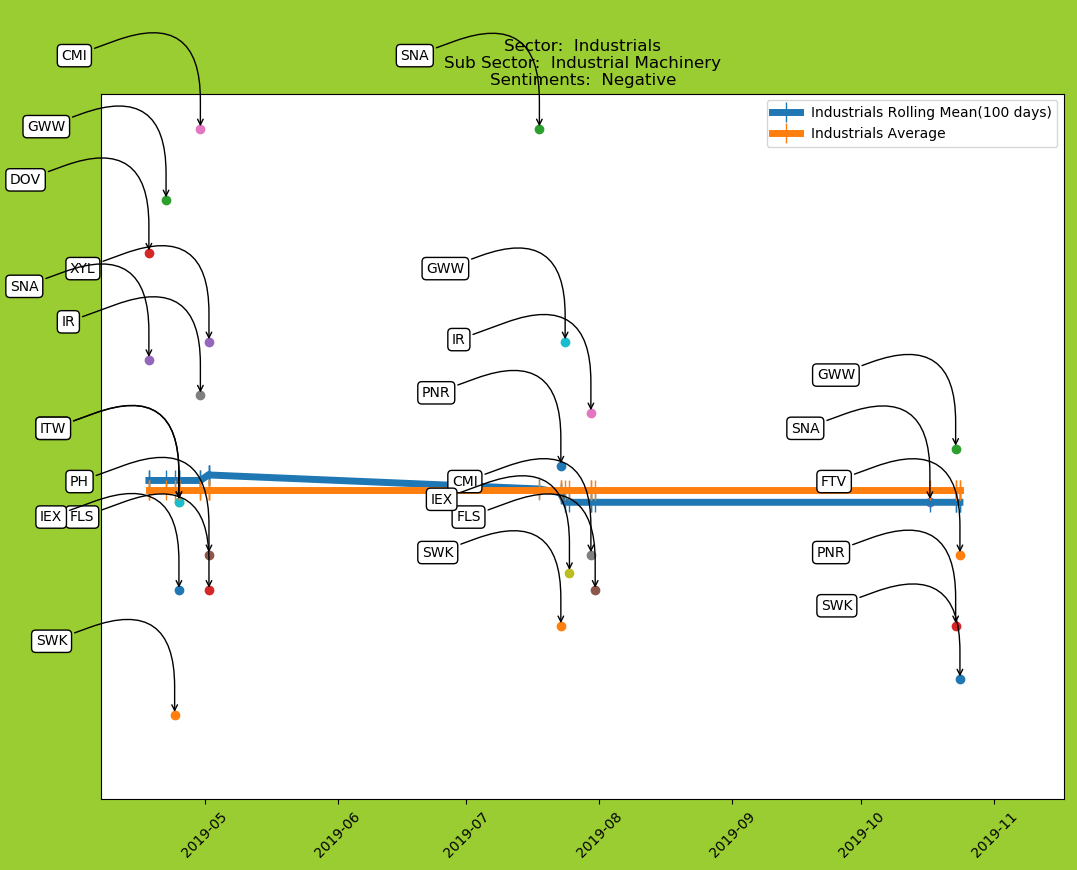 CMI
SNA
Sector:  Industrials
Sub Sector:  Industrial Machinery
Sentiments:  Negative
Industrials Rolling Mean(100 days)
Industrials Average
GWW
DOV
XYL
GWW
SNA
IR
IR
GWW
PNR
ITW
SNA
PH
CMI
FTV
IEX
IEX
FLS
FLS
SWK
PNR
SWK
SWK
2019-05
2019-06
2019-07
2019-08
2019-09
2019-10
2019-11